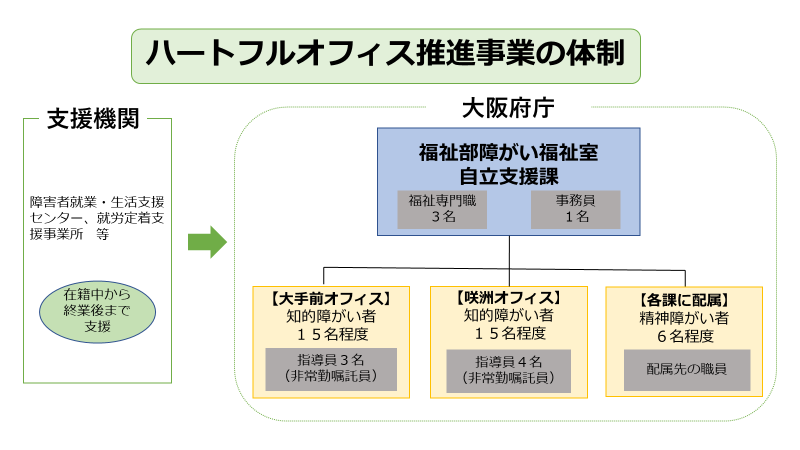 ハートフルオフィス推進事業の体制
支援機関
障害者就業・生活支援
センター、就労定着支
援事業所　等
在籍中から
終業後まで
支援
大阪府庁
福祉部障がい福祉室
自立支援課
福祉専門職
３名
事務員
１名
【大手前オフィス】
知的障がい者
１５名程度
指導員３名
（非常勤嘱託員）
【咲洲オフィス】
知的障がい者
１５名程度
指導員４名
（非常勤嘱託員）
【各課に配属】
精神障がい者
６名程度
配属先の職員